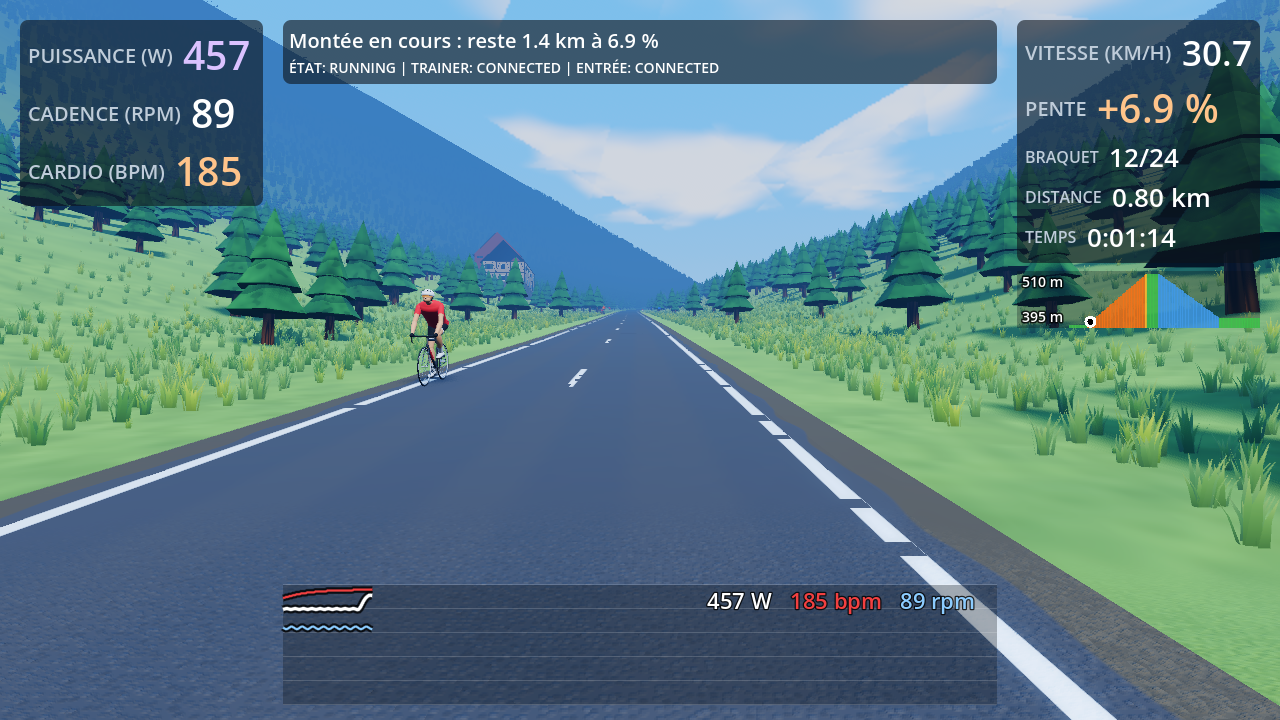 PUISSANCE (W) 457
CADENCE (RPM) 89
CARDIO (BPM) 185
Montée en cours : reste 1.4 km à 6.9 %
ÉTAT: RUNNING | TRAINER: CONNECTED | ENTRÉE: CONNECTED
VITESSE (KM/H) 30.7
PENTE +6.9 %
BRAQUET 12/24
DISTANCE 0.80 km
TEMPS 0:01:14
510 m
395 m
457 W 185 bpm 89 rpm